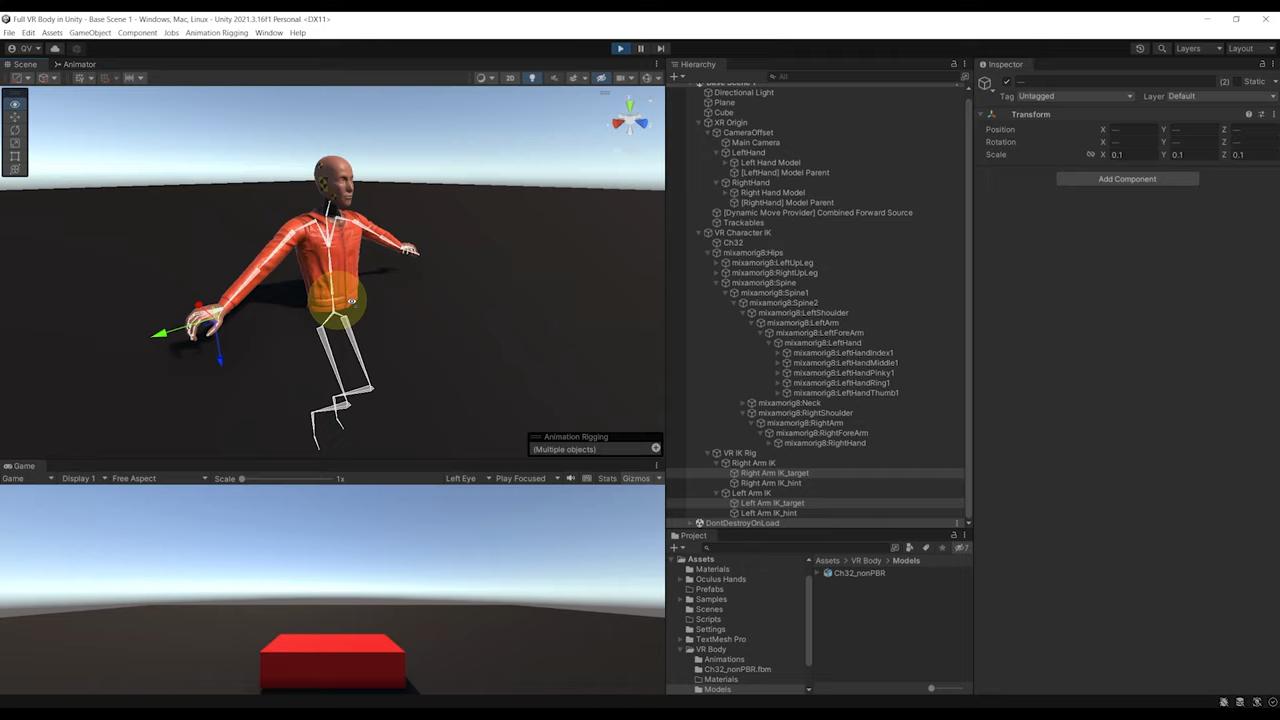 Full VR Body in Unity - Base Scene 1 - Windows, Mac, Linux - Unity 2021.3.16f1 Personal <DX11>
File Edit Assets GameObject Component Jobs Animation Rigging Window Help
QV
Layers
Layout
Scene
Animator
2D
Animation Rigging
(Multiple objects)
Game
Game
Display 1
Free Aspect
Scale
1x
Left Eye
Play Focused
Stats
Gizmos
Hierarchy
All
Base Scene 1
Directional Light
Plane
Cube
XR Origin
CameraOffset
Main Camera
LeftHand
Left Hand Model
[LeftHand] Model Parent
RightHand
Right Hand Model
[RightHand] Model Parent
[Dynamic Move Provider] Combined Forward Source
Trackables
VR Character IK
Ch32
mixamorig8:Hips
mixamorig8:LeftUpLeg
mixamorig8:RightUpLeg
mixamorig8:Spine
mixamorig8:Spine1
mixamorig8:Spine2
mixamorig8:LeftShoulder
mixamorig8:LeftArm
mixamorig8:LeftForeArm
mixamorig8:LeftHand
mixamorig8:LeftHandIndex1
mixamorig8:LeftHandMiddle1
mixamorig8:LeftHandPinky1
mixamorig8:LeftHandRing1
mixamorig8:LeftHandThumb1
mixamorig8:Neck
mixamorig8:RightShoulder
mixamorig8:RightArm
mixamorig8:RightForeArm
mixamorig8:RightHand
VR IK Rig
Right Arm IK
Right Arm IK_target
Right Arm IK_hint
Left Arm IK
Left Arm IK_target
Left Arm IK_hint
DontDestroyOnLoad
Project
7
Assets
Materials
Oculus Hands
Prefabs
Samples
Scenes
Scripts
Settings
TextMesh Pro
VR Body
Animations
Ch32_nonPBR.fbm
Materials
Models
Assets
VR Body
Models
Ch32_nonPBR
Inspector
—
(2)
Static
Tag Untagged
Layer Default
Transform
Position X — Y — Z —
Rotation X — Y — Z —
Scale X 0.1 Y 0.1 Z 0.1
Add Component